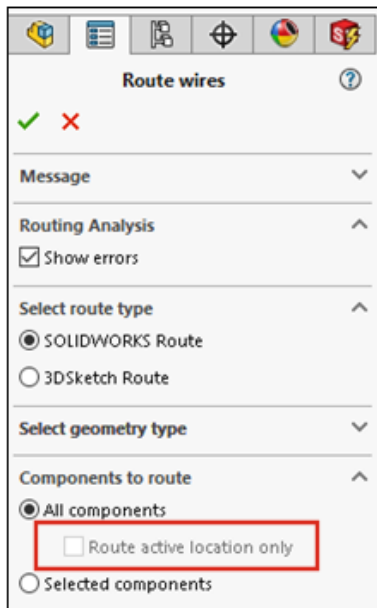 Route wires
Message
Routing Analysis
Show errors
Select route type
SOLIDWORKS Route
3DSketch Route
Select geometry type
Components to route
All components
Route active location only
Selected components